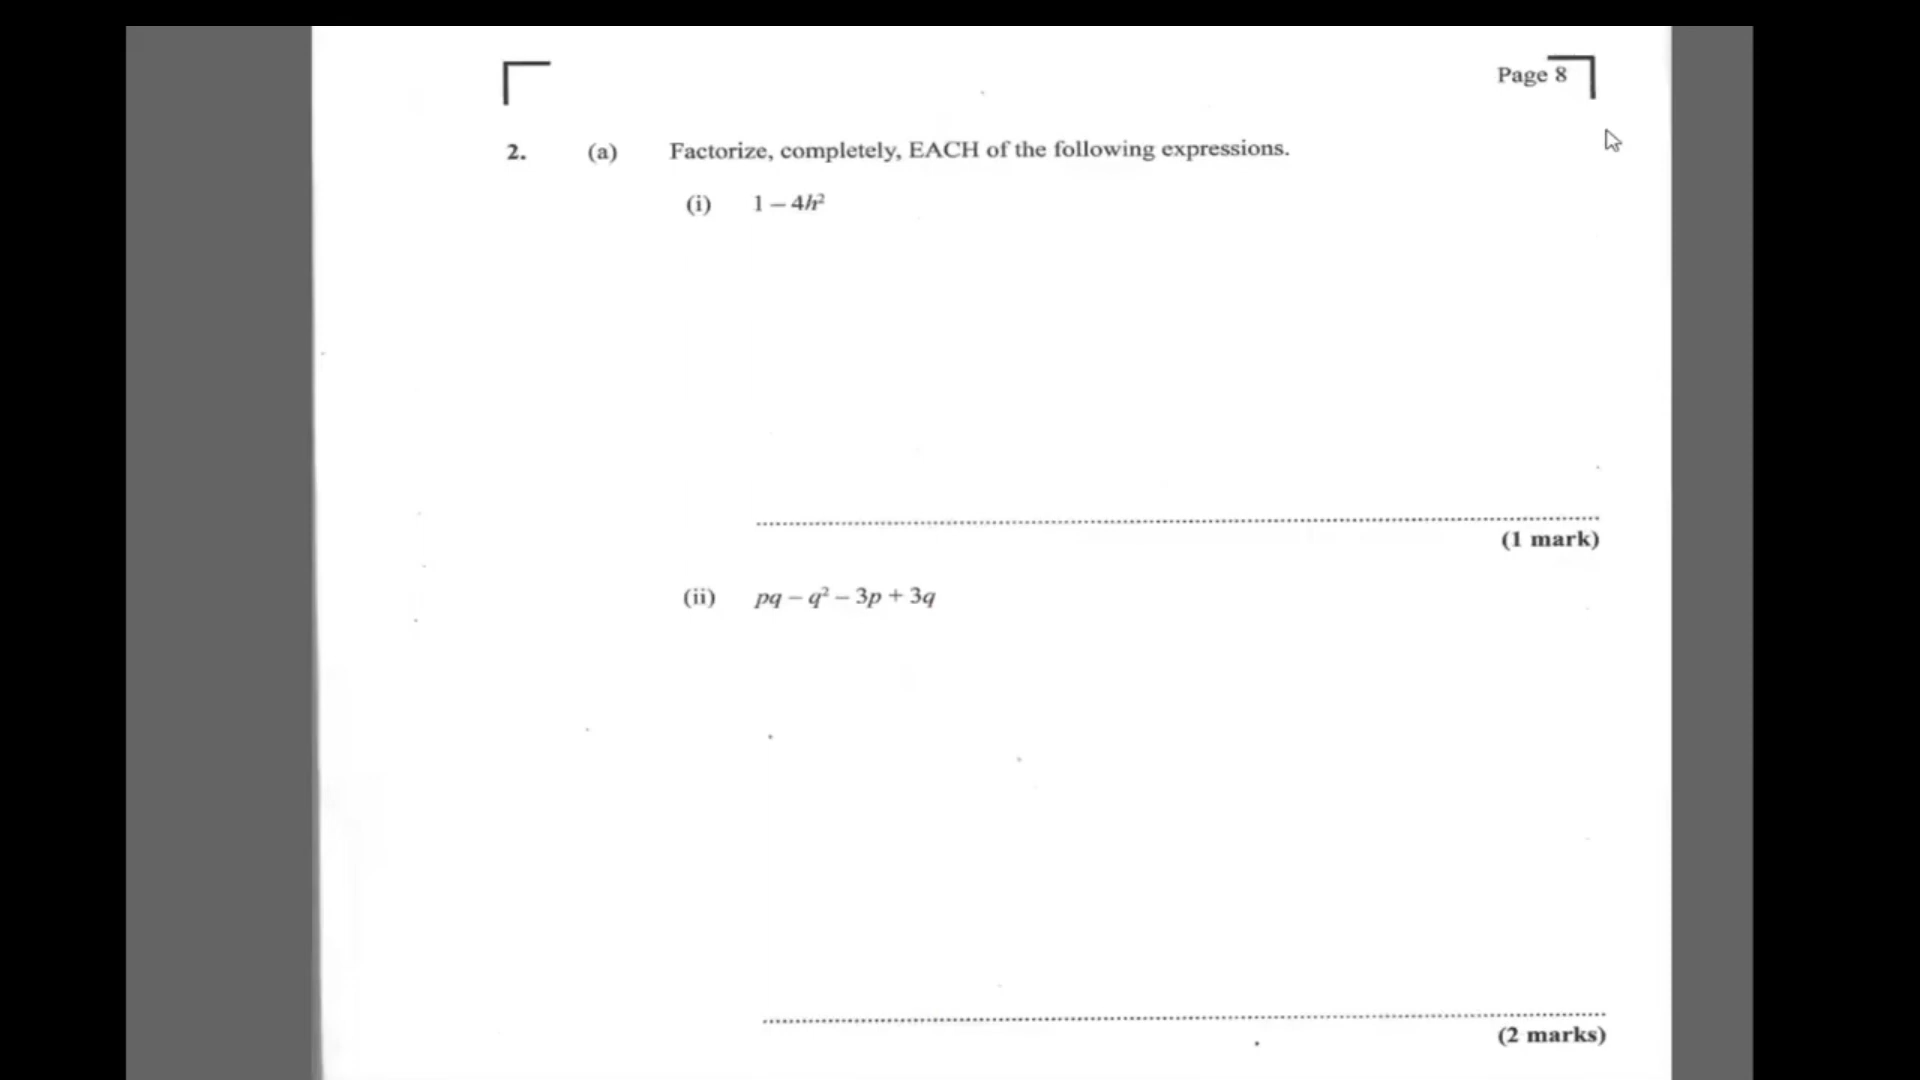 Page 8
2. (a) Factorize, completely, EACH of the following expressions.
(i) 1 – 4h²
(1 mark)
(ii) pq – q² – 3p + 3q
(2 marks)